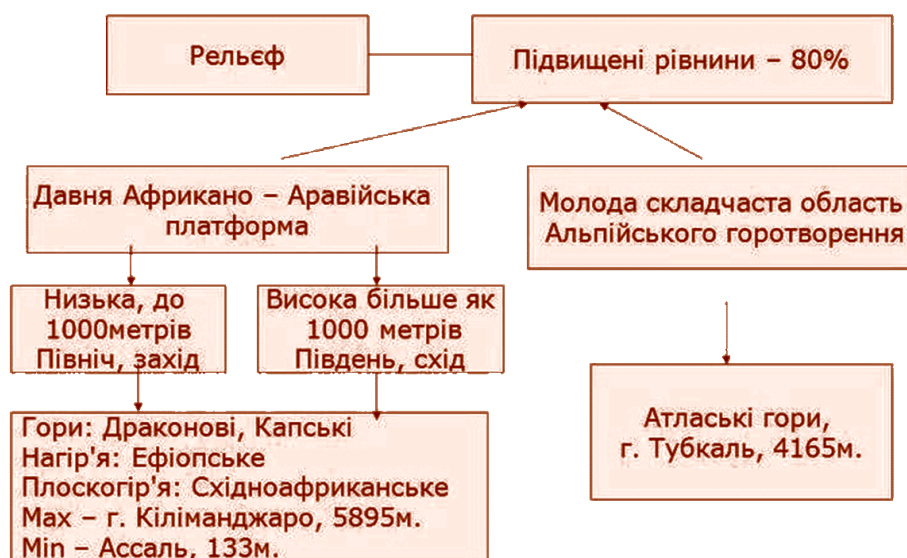 Рельєф
Підвищені рівнини – 80%
Давня Африкано – Аравійська
платформа
Молода складчаста область
Альпійського горотворення
Низька, до
1000метрів
Північ, захід
Висока більше як
1000 метрів
Південь, схід
Гори: Драконові, Капські
Нагір'я: Ефіопське
Плоскогір'я: Східноафриканське
Max – г. Кіліманджаро, 5895м.
Min – Ассаль, 133м.
Атлаські гори,
г. Тубкаль, 4165м.